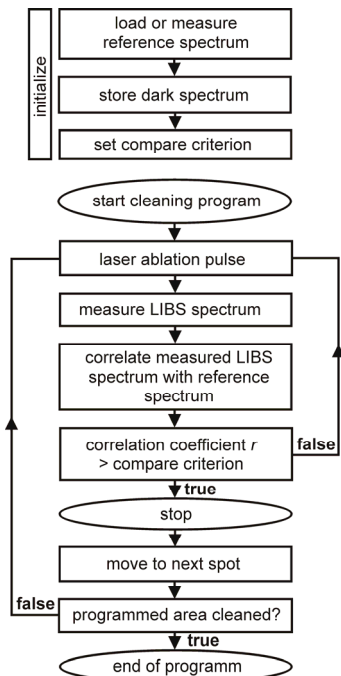 load or measure
reference spectrum
initialize
store dark spectrum
set compare criterion
start cleaning program
laser ablation pulse
measure LIBS spectrum
correlate measured LIBS
spectrum with reference
spectrum
correlation coefficient r
> compare criterion
false
true
stop
move to next spot
false
programmed area cleaned?
true
end of programm